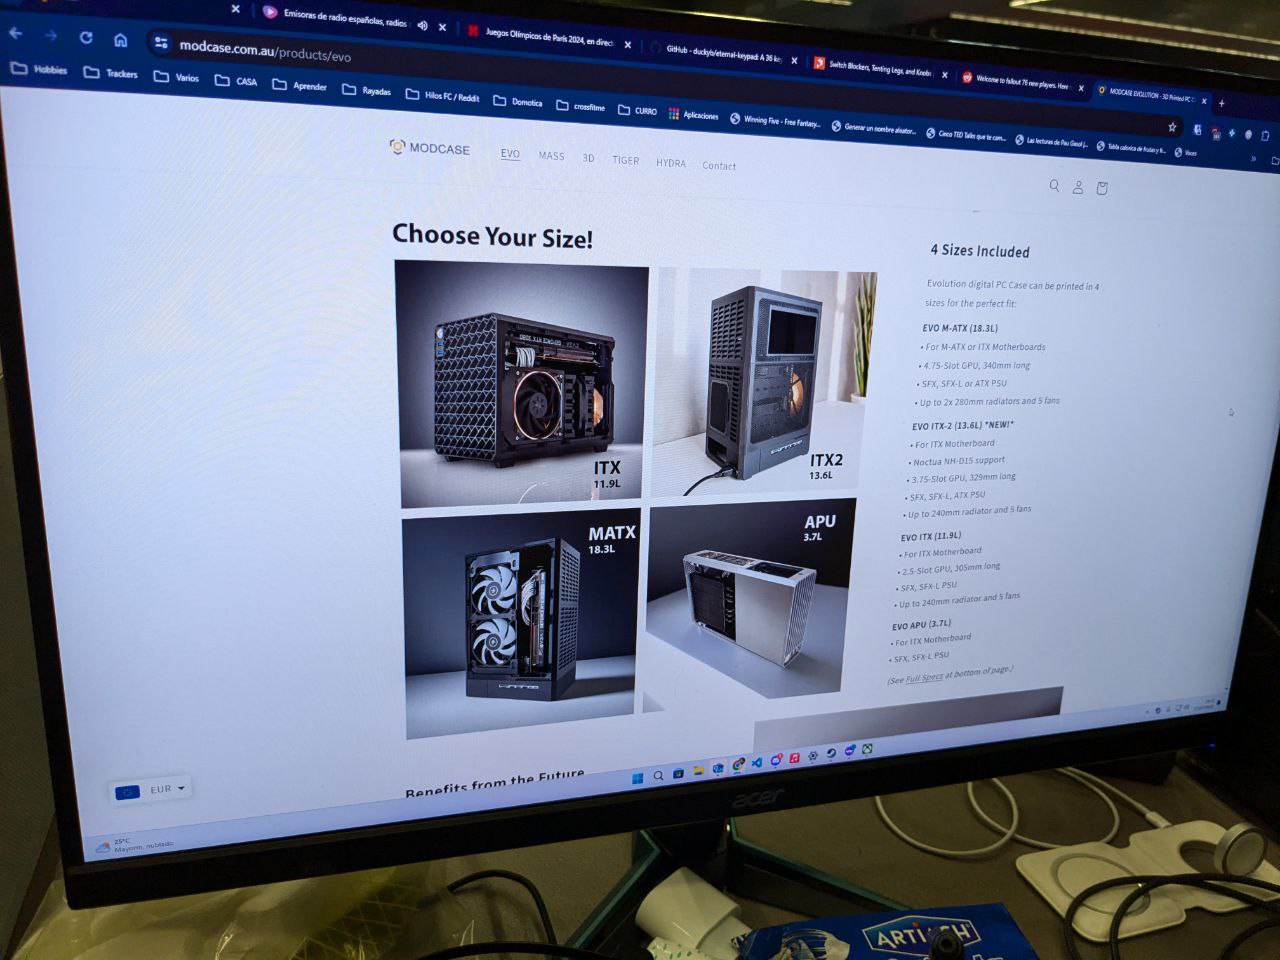 Emisoras de radio españolas, radios
Juegos Olímpicos de París 2024, en direct
GitHub - duckyb/eternal-keypad: A 36 key
Switch Blockers, Tenting Legs, and Knobs
Welcome to fallout 76 new players. Here
MODCASE EVOLUTION - 3D Printed PC C
modcase.com.au/products/evo
Hobbies
Trackers
Varios
CASA
Aprender
Rayadas
Hilos FC / Reddit
Domotica
crossfitme
CURRO
Aplicaciones
Winning Five - Free Fantasy...
Generar un nombre aleator...
Cinco TED Talks que te cam...
Las lecturas de Pau Gasol |...
Tabla calorica de frutas y fr...
Voces
MODCASE
EVO
MASS
3D
TIGER
HYDRA
Contact
Choose Your Size!
ITX
11.9L
ITX2
13.6L
MATX
18.3L
APU
3.7L
4 Sizes Included
Evolution digital PC Case can be printed in 4
sizes for the perfect fit:
EVO M-ATX (18.3L)
• For M-ATX or ITX Motherboards
• 4.75-Slot GPU, 340mm long
• SFX, SFX-L or ATX PSU
• Up to 2x 280mm radiators and 5 fans
EVO ITX-2 (13.6L) *NEW!*
• For ITX Motherboard
• Noctua NH-D15 support
• 3.75-Slot GPU, 329mm long
• SFX, SFX-L, ATX PSU
• Up to 240mm radiator and 5 fans
EVO ITX (11.9L)
• For ITX Motherboard
• 2.5-Slot GPU, 305mm long
• SFX, SFX-L PSU
• Up to 240mm radiator and 5 fans
EVO APU (3.7L)
• For ITX Motherboard
• SFX, SFX-L PSU
(See Full Specs at bottom of page.)
Benefits from the Future
EUR
25°C
Mayorm. nublado
acer
ARTIACH